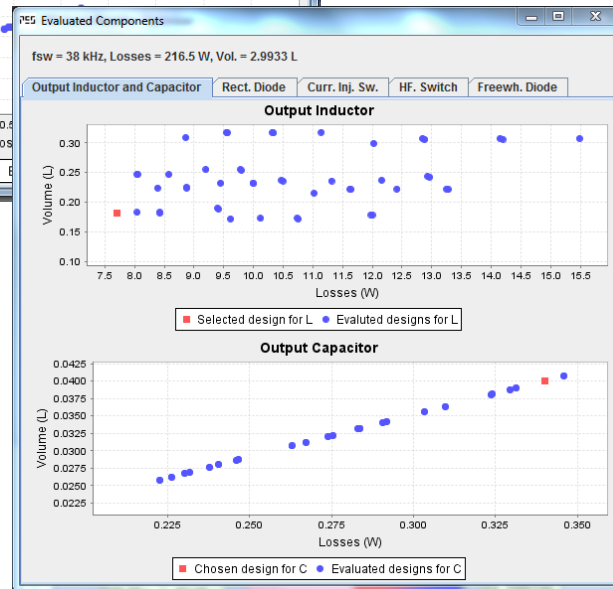 PES Evaluated Components
fsw = 38 kHz, Losses = 216.5 W, Vol. = 2.9933 L
Output Inductor and Capacitor Rect. Diode Curr. Inj. Sw. HF. Switch Freewh. Diode
Output Inductor
Volume (L)
0.30
0.25
0.20
0.15
0.10
7.5 8.0 8.5 9.0 9.5 10.0 10.5 11.0 11.5 12.0 12.5 13.0 13.5 14.0 14.5 15.0 15.5
Losses (W)
Selected design for L Evaluted designs for L
Output Capacitor
Volume (L)
0.0425
0.0400
0.0375
0.0350
0.0325
0.0300
0.0275
0.0250
0.0225
0.225 0.250 0.275 0.300 0.325 0.350
Losses (W)
Chosen design for C Evaluated designs for C